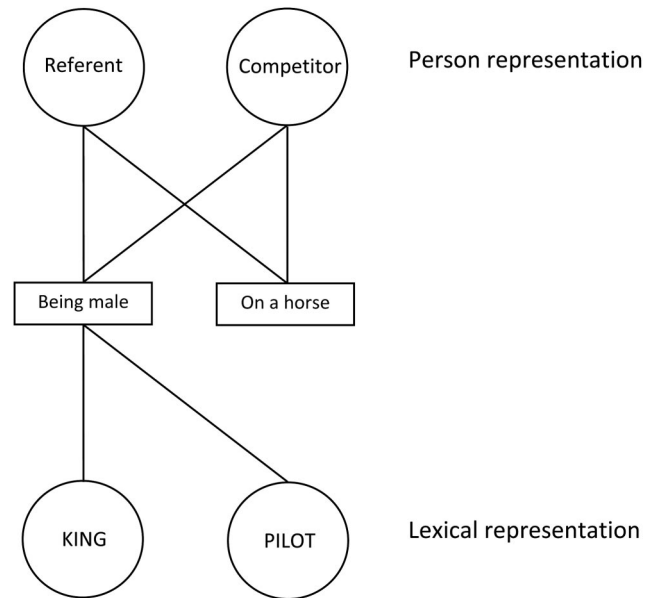 Referent
Competitor
Person representation
Being male
On a horse
KING
PILOT
Lexical representation